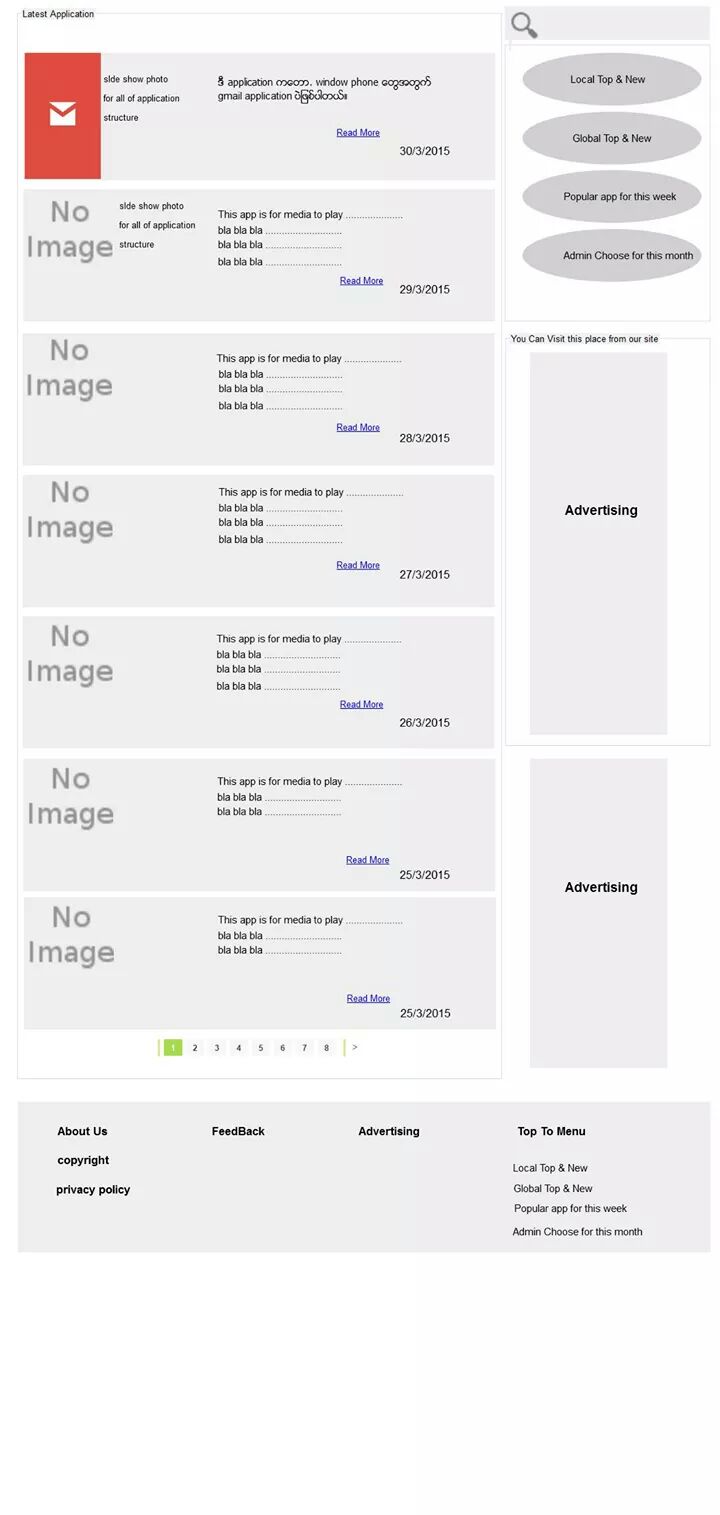 Latest Application
slde show photo
for all of application
structure
ဒီ application ကတော့ window phone တွေအတွက်
gmail application ပဲဖြစ်ပါတယ်။
Read More
30/3/2015
No
Image
slde show photo
for all of application
structure
This app is for media to play .....................
bla bla bla ............................
bla bla bla ............................
bla bla bla ............................
Read More
29/3/2015
No
Image
This app is for media to play .....................
bla bla bla ............................
bla bla bla ............................
bla bla bla ............................
Read More
28/3/2015
No
Image
This app is for media to play .....................
bla bla bla ............................
bla bla bla ............................
bla bla bla ............................
Read More
27/3/2015
No
Image
This app is for media to play .....................
bla bla bla ............................
bla bla bla ............................
bla bla bla ............................
Read More
26/3/2015
No
Image
This app is for media to play .....................
bla bla bla ............................
bla bla bla ............................
Read More
25/3/2015
No
Image
This app is for media to play .....................
bla bla bla ............................
bla bla bla ............................
Read More
25/3/2015
1 2 3 4 5 6 7 8 >
Local Top & New
Global Top & New
Popular app for this week
Admin Choose for this month
You Can Visit this place from our site
Advertising
Advertising
About Us
copyright
privacy policy
FeedBack
Advertising
Top To Menu
Local Top & New
Global Top & New
Popular app for this week
Admin Choose for this month